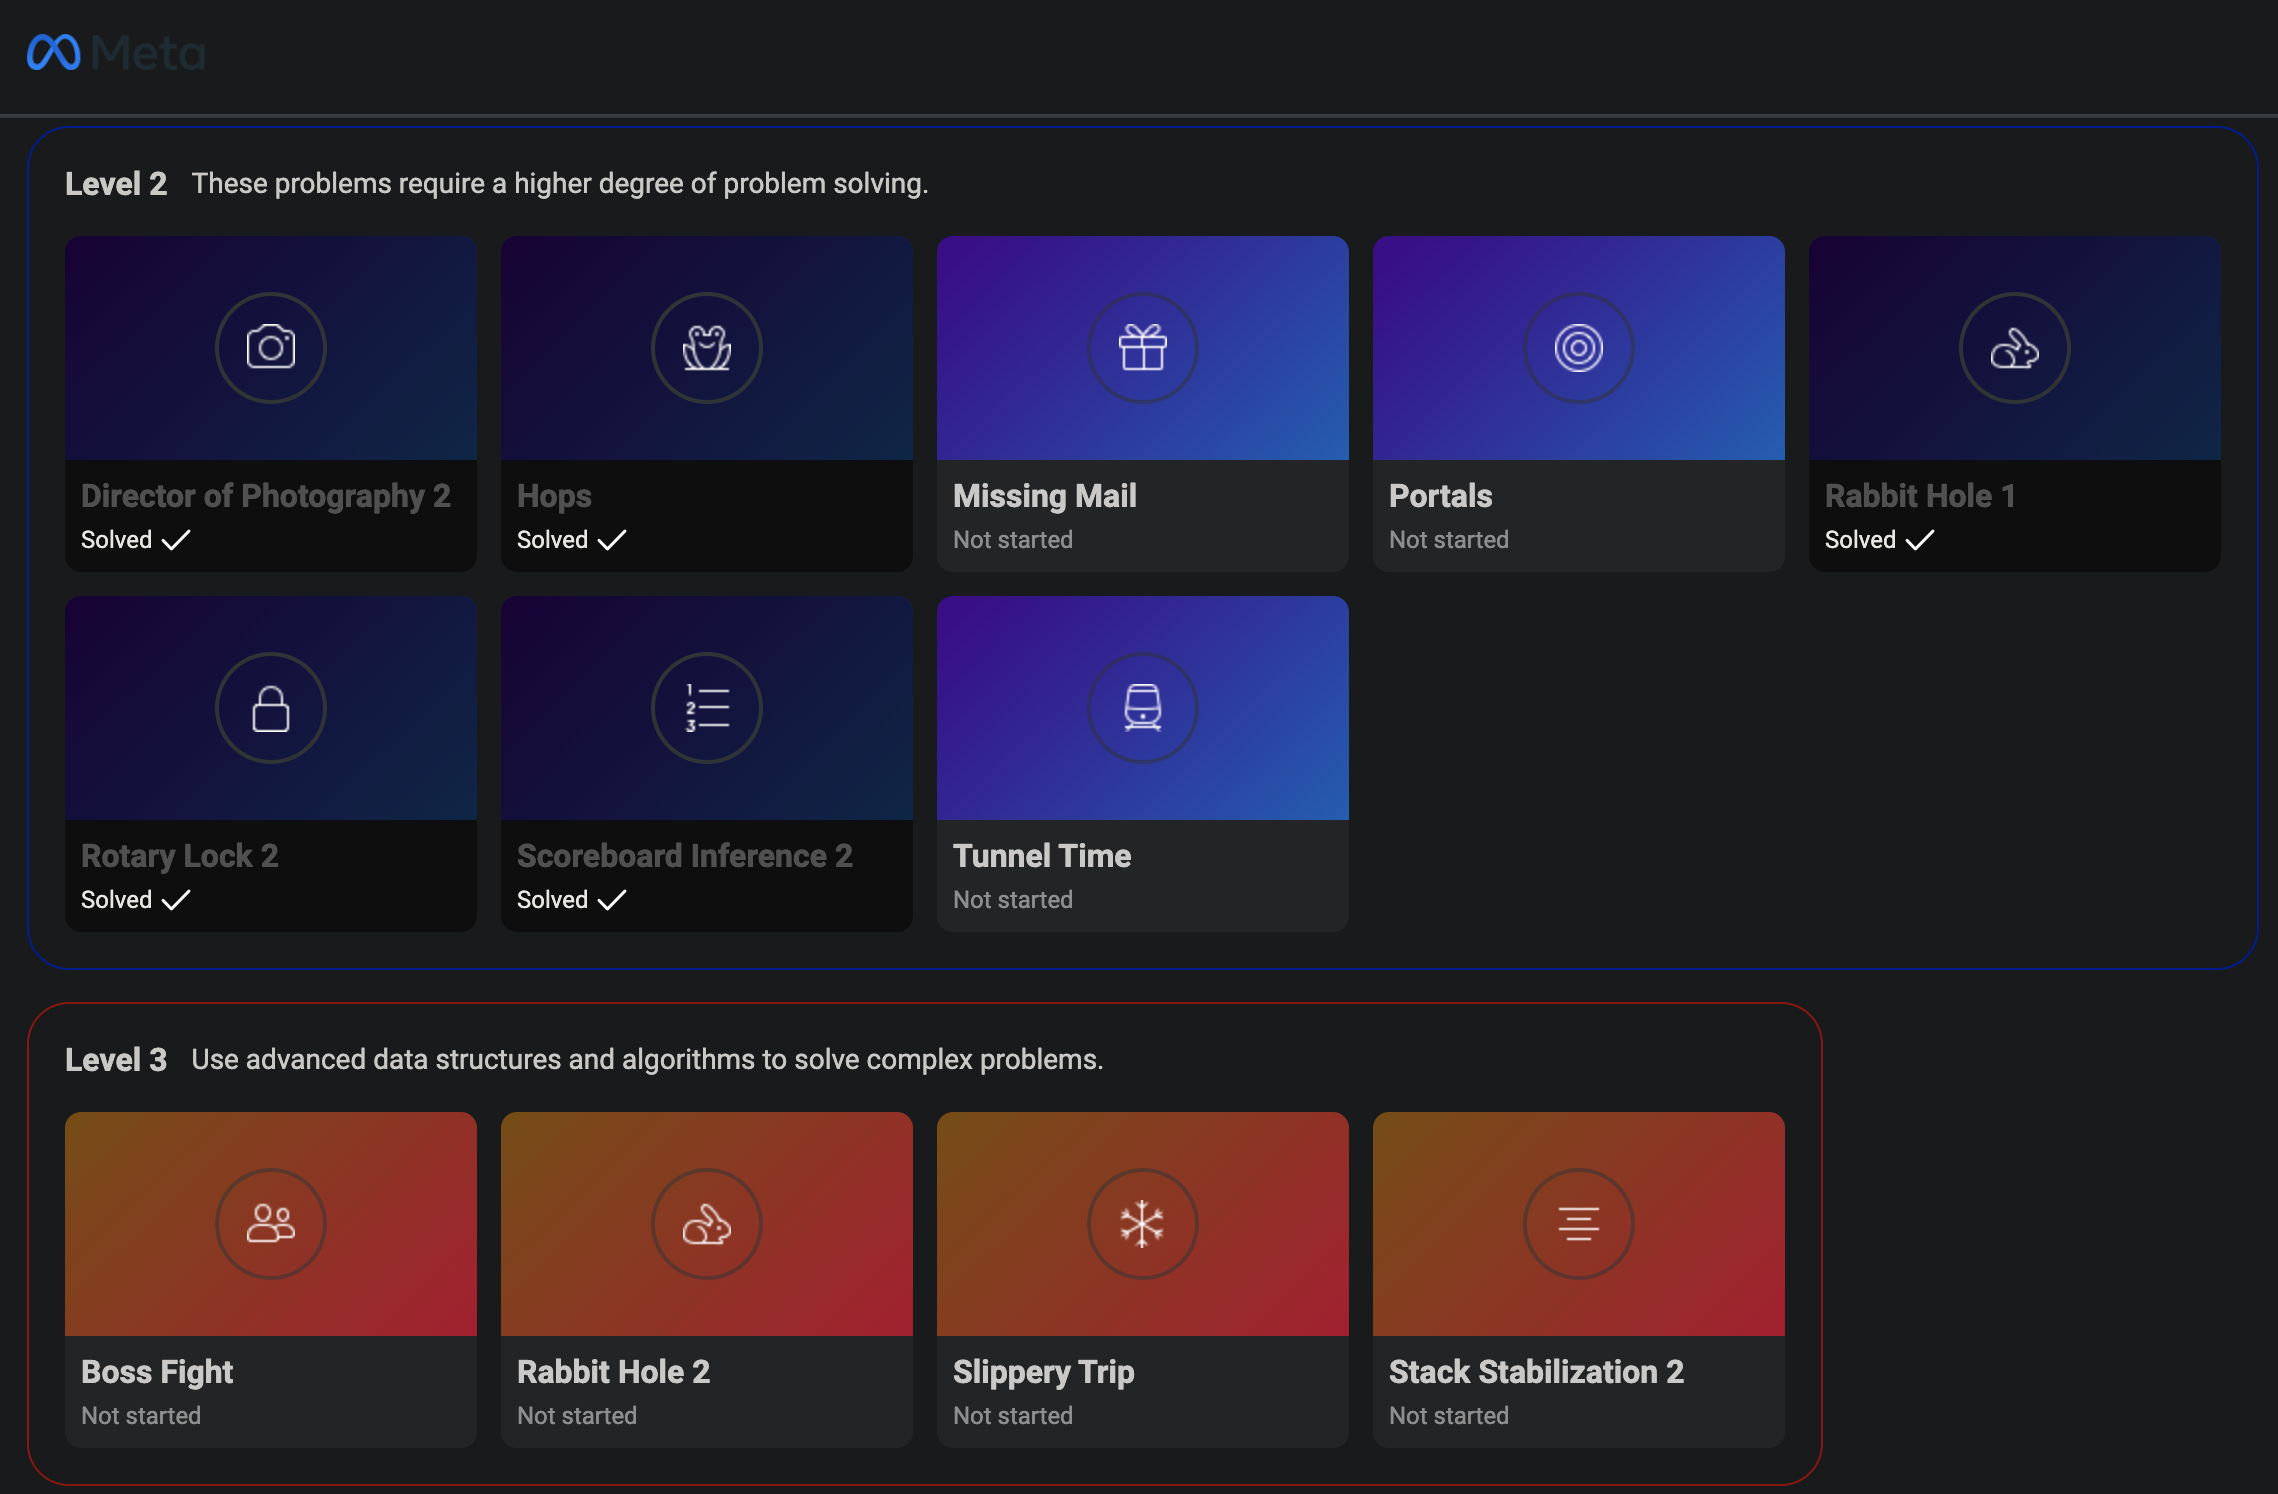 Meta
Level 2 These problems require a higher degree of problem solving.
Director of Photography 2
Solved
Hops
Solved
Missing Mail
Not started
Portals
Not started
Rabbit Hole 1
Solved
Rotary Lock 2
Solved
1
2
3
Scoreboard Inference 2
Solved
Tunnel Time
Not started
Level 3 Use advanced data structures and algorithms to solve complex problems.
Boss Fight
Not started
Rabbit Hole 2
Not started
Slippery Trip
Not started
Stack Stabilization 2
Not started